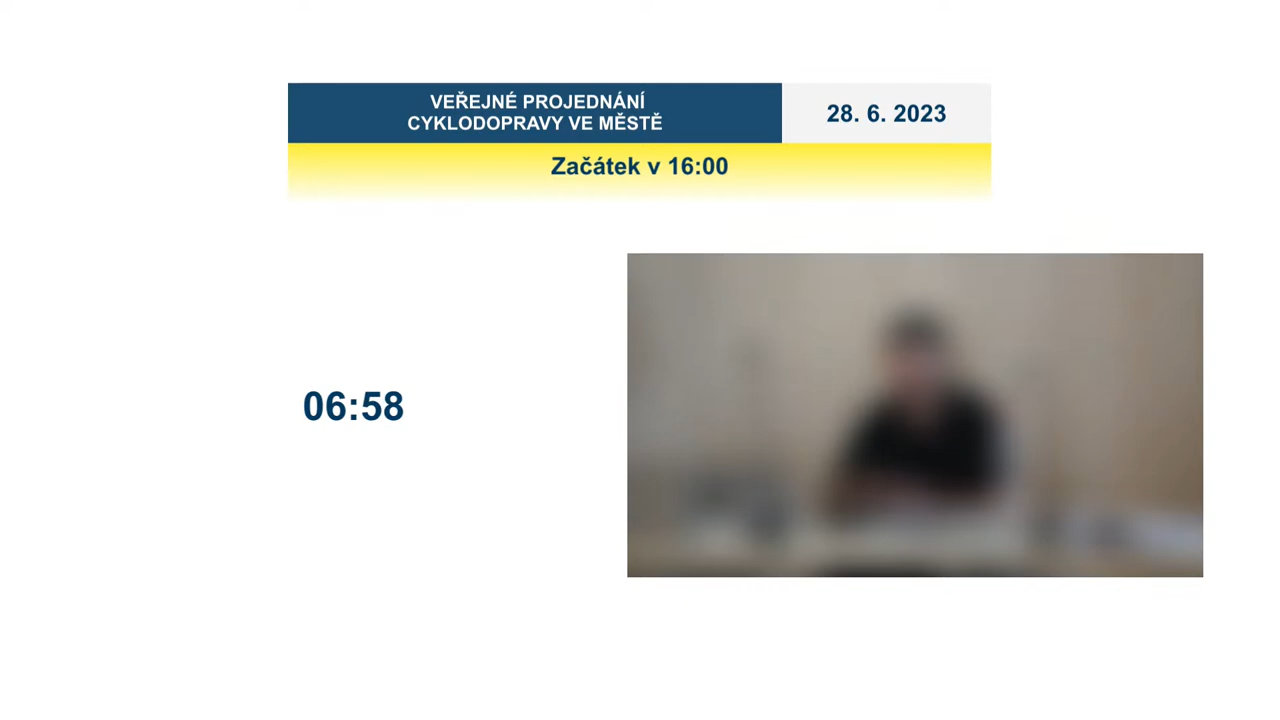 VEŘEJNÉ PROJEDNÁNÍ
CYKLODOPRAVY VE MĚSTĚ
28. 6. 2023
Začátek v 16:00
06:58